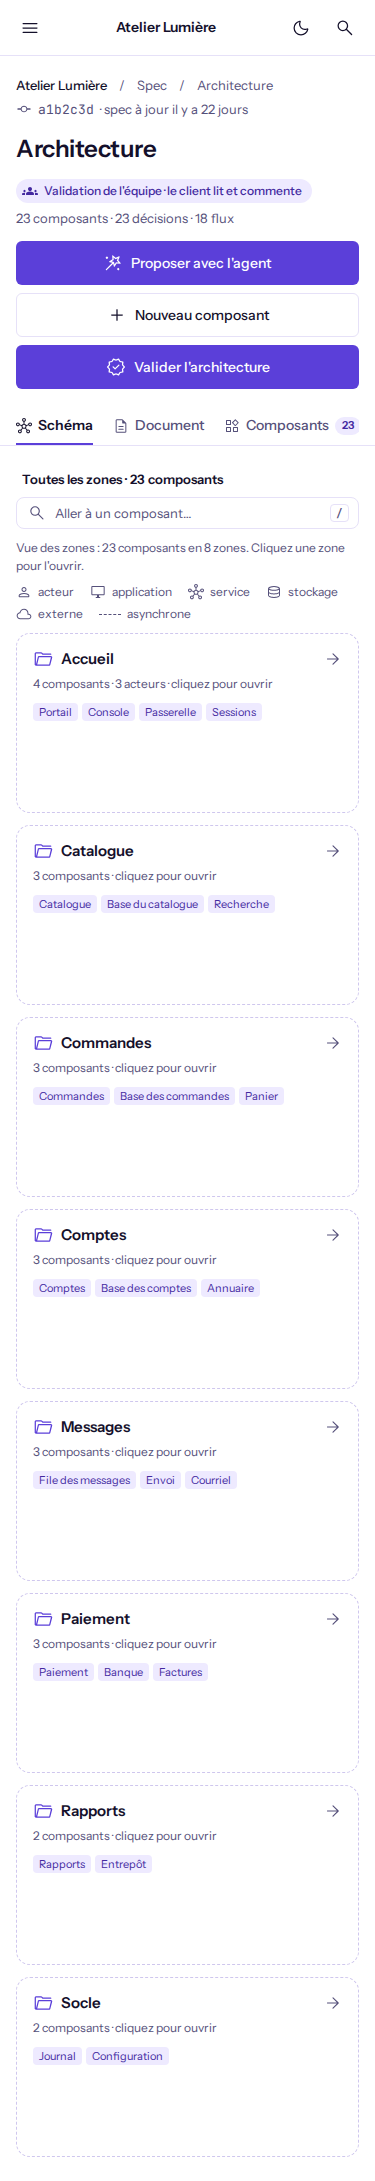 Atelier Lumière
Atelier Lumière / Spec / Architecture
a1b2c3d · spec à jour il y a 22 jours
Architecture
Validation de l'équipe · le client lit et commente
23 composants · 23 décisions · 18 flux
Proposer avec l'agent
Nouveau composant
Valider l'architecture
Schéma Document Composants 23
Toutes les zones · 23 composants
Aller à un composant… /
Vue des zones : 23 composants en 8 zones. Cliquez une zone
pour l'ouvrir.
acteur application service stockage
externe asynchrone
Accueil
4 composants · 3 acteurs · cliquez pour ouvrir
Portail Console Passerelle Sessions
Catalogue
3 composants · cliquez pour ouvrir
Catalogue Base du catalogue Recherche
Commandes
3 composants · cliquez pour ouvrir
Commandes Base des commandes Panier
Comptes
3 composants · cliquez pour ouvrir
Comptes Base des comptes Annuaire
Messages
3 composants · cliquez pour ouvrir
File des messages Envoi Courriel
Paiement
3 composants · cliquez pour ouvrir
Paiement Banque Factures
Rapports
2 composants · cliquez pour ouvrir
Rapports Entrepôt
Socle
2 composants · cliquez pour ouvrir
Journal Configuration